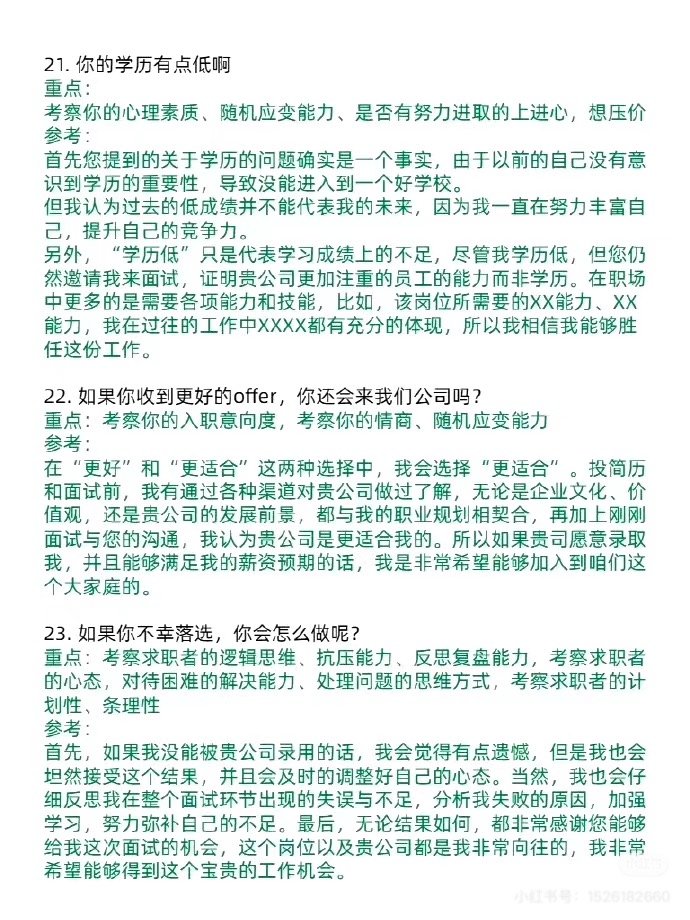 21. 你的学历有点低啊
重点：
考察你的心理素质、随机应变能力、是否有努力进取的上进心，想压价
参考：
首先您提到的关于学历的问题确实是一个事实，由于以前的自己没有意
识到学历的重要性，导致没能进入到一个好学校。
但我认为过去的低成绩并不能代表我的未来，因为我一直在努力丰富自
己，提升自己的竞争力。
另外，“学历低”只是代表学习成绩上的不足，尽管我学历低，但您仍
然邀请我来面试，证明贵公司更加注重的员工的能力而非学历。在职场
中更多的是需要各项能力和技能，比如，该岗位所需要的XX能力、XX
能力，我在过往的工作中XXXX都有充分的体现，所以我相信我能够胜
任这份工作。
22. 如果你收到更好的offer，你还会来我们公司吗？
重点：考察你的入职意向度，考察你的情商、随机应变能力
参考：
在“更好”和“更适合”这两种选择中，我会选择“更适合“ 。投简历
和面试前，我有通过各种渠道对贵公司做过了解，无论是企业文化、价
值观，还是贵公司的发展前景，都与我的职业规划相契合，再加上刚刚
面试与您的沟通，我认为贵公司是更适合我的。所以如果贵司愿意录取
我，并且能够满足我的薪资预期的话，我是非常希望能够加入到咱们这
个大家庭的。
23. 如果你不幸落选，你会怎么做呢？
重点：考察求职者的逻辑思维、抗压能力、反思复盘能力，考察求职者
的心态，对待困难的解决能力、处理问题的思维方式，考察求职者的计
划性、条理性
参考：
首先，如果我没能被贵公司录用的话，我会觉得有点遗憾，但是我也会
坦然接受这个结果，并且会及时的调整好自己的心态。当然，我也会仔
细反思我在整个面试环节出现的失误与不足，分析我失败的原因，加强
学习，努力弥补自己的不足。最后，无论结果如何，都非常感谢您能够
给我这次面试的机会，这个岗位以及贵公司都是我非常向往的，我非常
希望能够得到这个宝贵的工作机会。
小红书号：1526182660